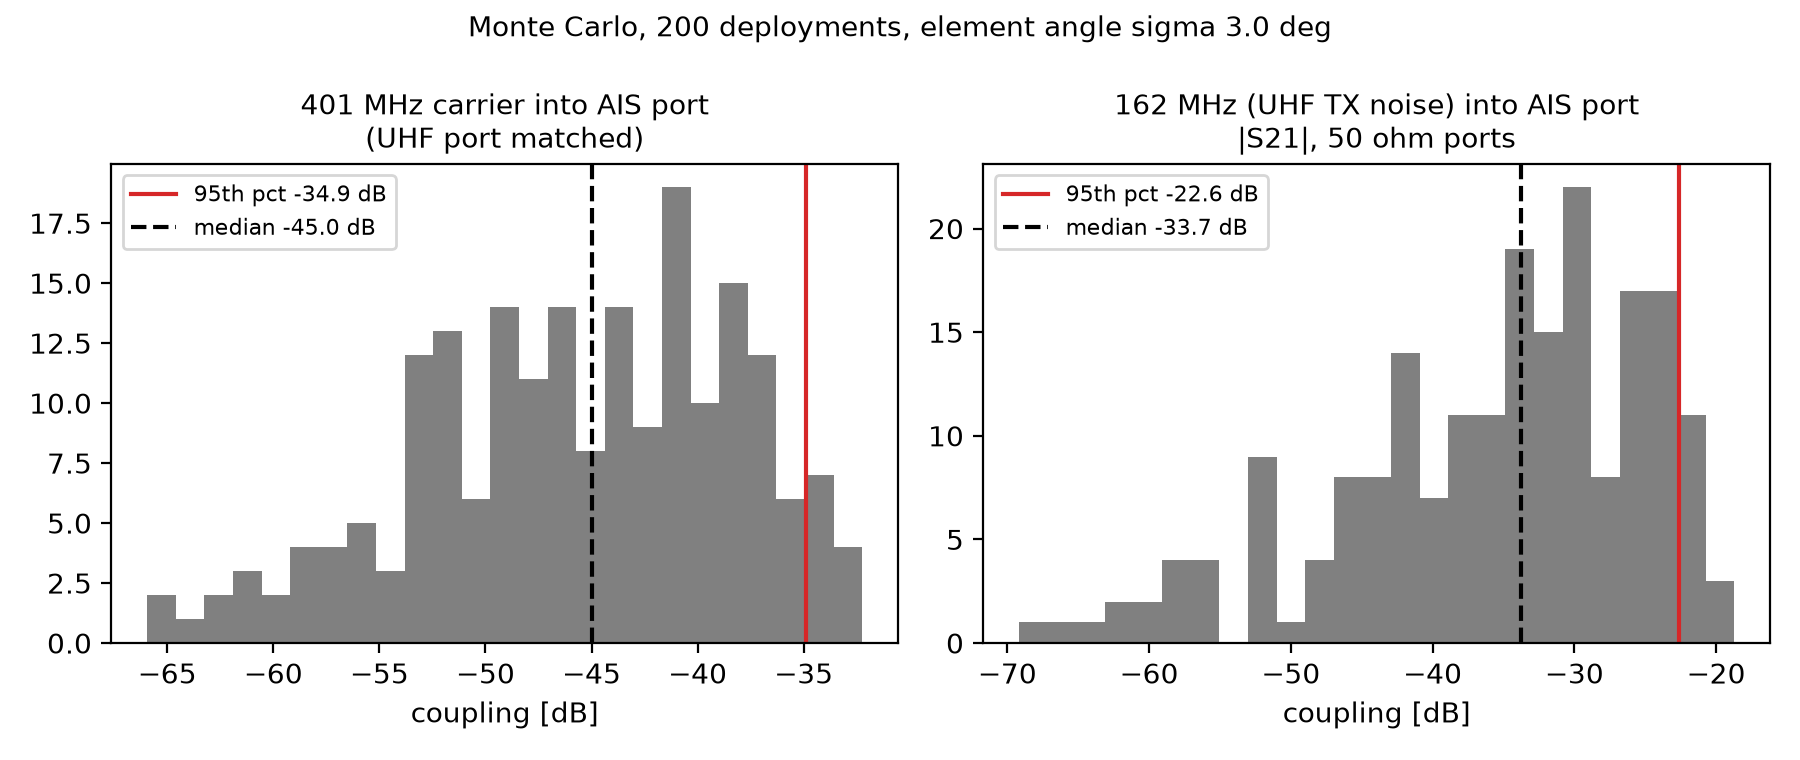 Monte Carlo, 200 deployments, element angle sigma 3.0 deg
401 MHz carrier into AIS port
(UHF port matched)
95th pct -34.9 dB
median -45.0 dB
17.5
15.0
12.5
10.0
7.5
5.0
2.5
0.0
−65 −60 −55 −50 −45 −40 −35
coupling [dB]
162 MHz (UHF TX noise) into AIS port
|S21|, 50 ohm ports
95th pct -22.6 dB
median -33.7 dB
20
15
10
5
0
−70 −60 −50 −40 −30 −20
coupling [dB]